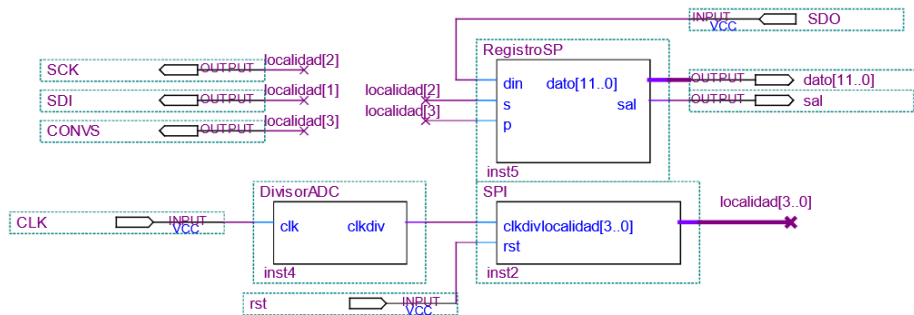 INPUT
VCC
SDO
RegistroSP
SCK
OUTPUT
localidad[2]
din
dato[11..0]
OUTPUT
dato[11..0]
SDI
OUTPUT
localidad[1]
localidad[2]
s
sal
OUTPUT
sal
CONVS
OUTPUT
localidad[3]
localidad[3]
p
inst5
DivisorADC
SPI
localidad[3..0]
CLK
INPUT
VCC
clk
clkdiv
clkdivlocalidad[3..0]
rst
inst4
inst2
rst
INPUT
VCC